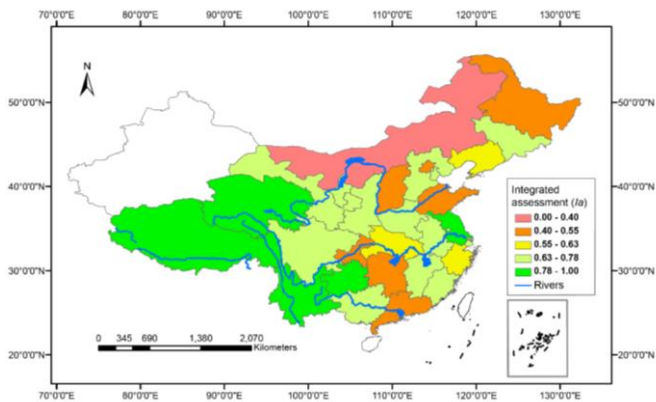 70°0'0"E 80°0'0"E 90°0'0"E 100°0'0"E 110°0'0"E 120°0'0"E 130°0'0"E
N
50°0'0"N 50°0'0"N
40°0'0"N 40°0'0"N
Integrated
assessment (Ia)
0.00 - 0.40
0.40 - 0.55
0.55 - 0.63
0.63 - 0.78
0.78 - 1.00
Rivers
30°0'0"N 30°0'0"N
0 345 690 1,380 2,070
Kilometers
20°0'0"N 20°0'0"N
70°0'0"E 80°0'0"E 90°0'0"E 100°0'0"E 110°0'0"E 120°0'0"E 130°0'0"E